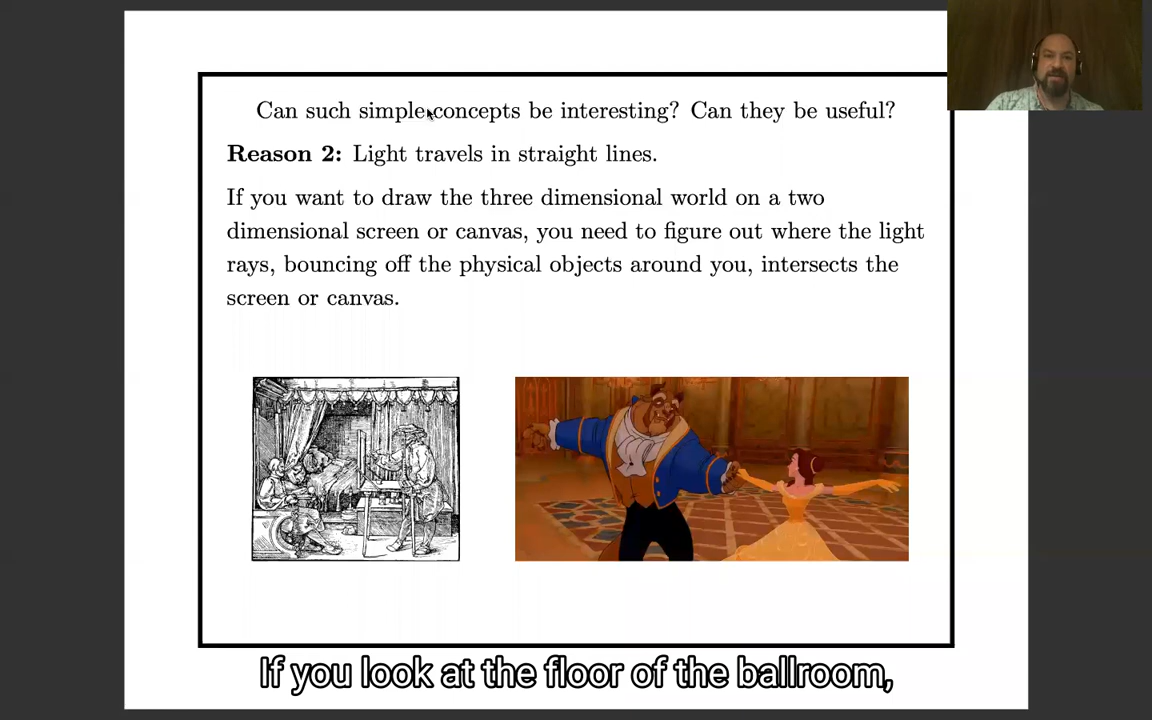 Can such simple concepts be interesting? Can they be useful?
Reason 2: Light travels in straight lines.
If you want to draw the three dimensional world on a two
dimensional screen or canvas, you need to figure out where the light
rays, bouncing off the physical objects around you, intersects the
screen or canvas.
If you look at the floor of the ballroom,